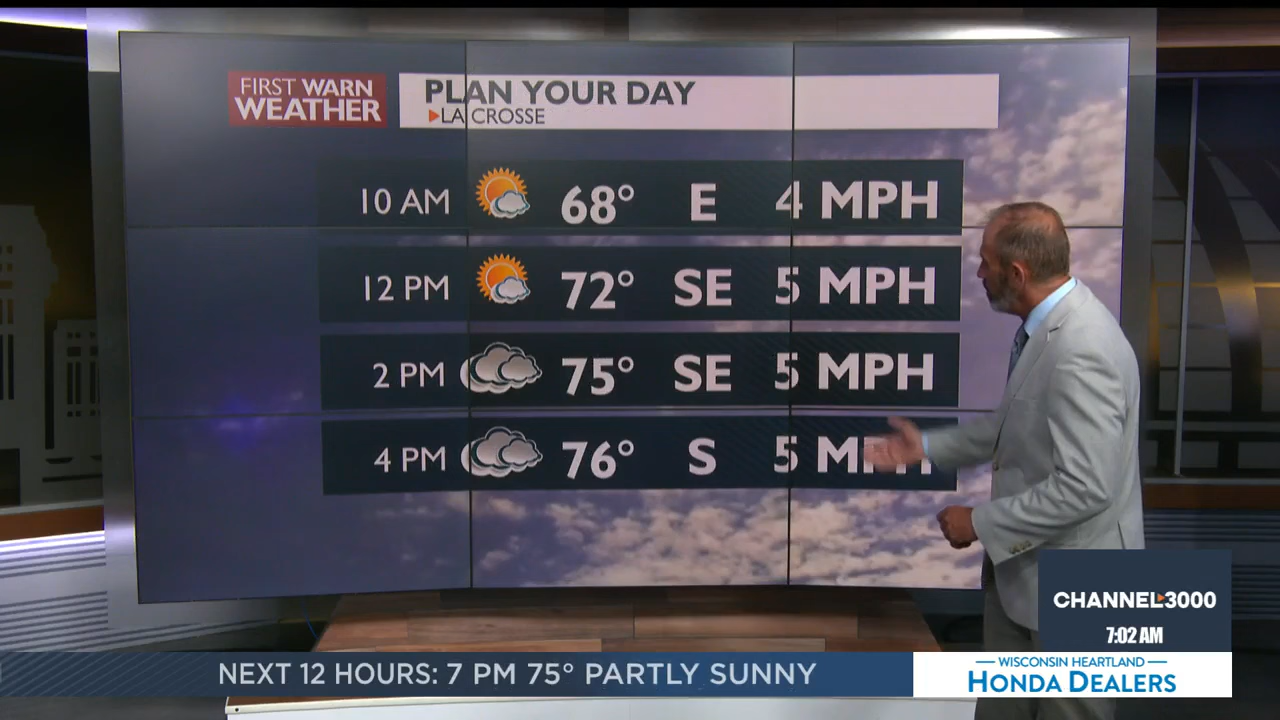 FIRST WARN
WEATHER
PLAN YOUR DAY
LA CROSSE
10 AM 68° E 4 MPH
12 PM 72° SE 5 MPH
2 PM 75° SE 5 MPH
4 PM 76° S 5 MPH
CHANNEL3000
7:02 AM
NEXT 12 HOURS: 7 PM 75° PARTLY SUNNY
WISCONSIN HEARTLAND
HONDA DEALERS